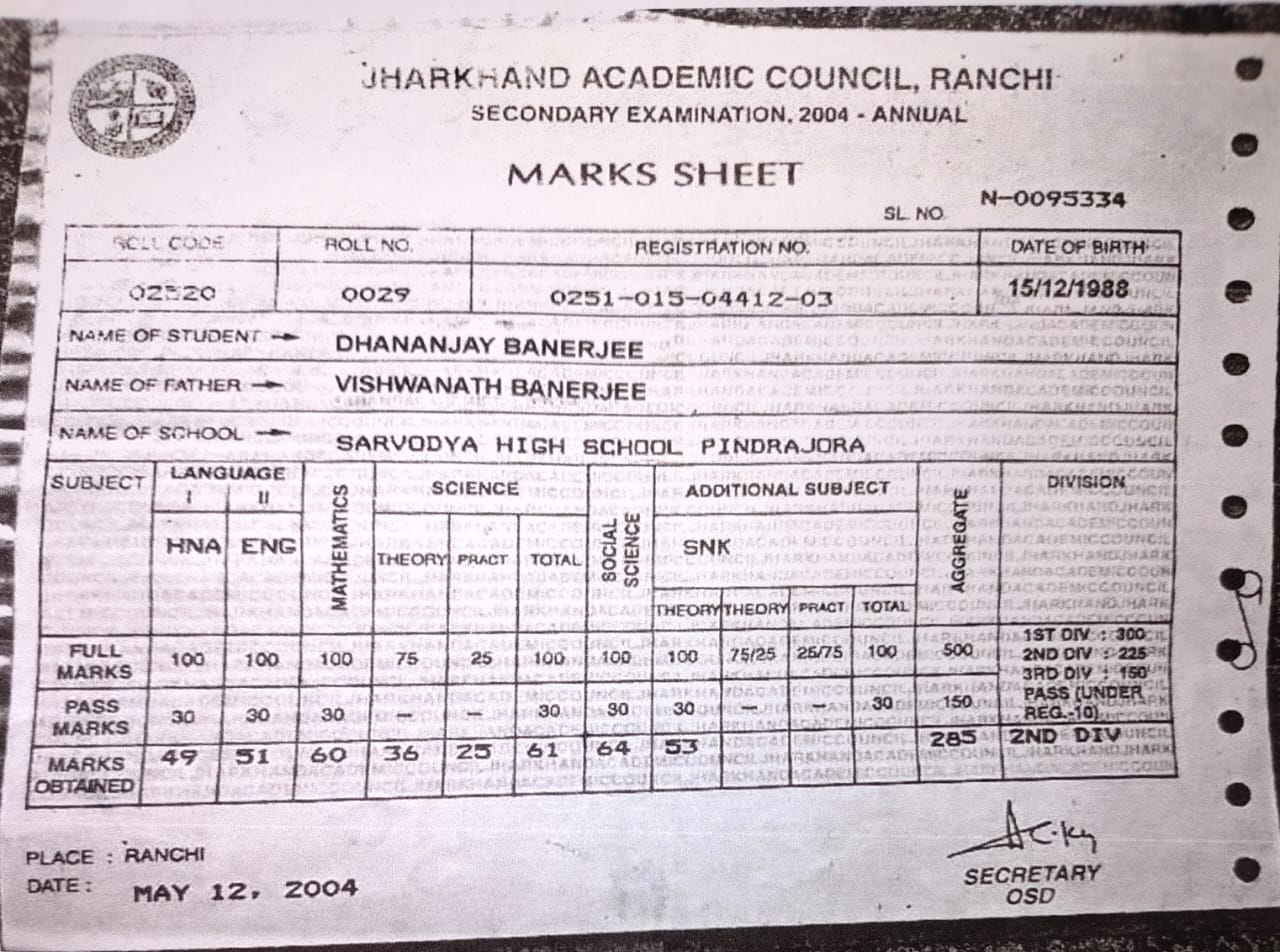 JHARKHAND ACADEMIC COUNCIL, RANCHI
SECONDARY EXAMINATION, 2004 - ANNUAL
MARKS SHEET
SL. NO. N-0095334
ROLL CODE ROLL NO. REGISTRATION NO. DATE OF BIRTH
02520 0029 0251-015-04412-03 15/12/1988
NAME OF STUDENT → DHANANJAY BANERJEE
NAME OF FATHER → VISHWANATH BANERJEE
NAME OF SCHOOL → SARVODYA HIGH SCHOOL PINDRAJORA
SUBJECT LANGUAGE MATHEMATICS SCIENCE SOCIAL SCIENCE ADDITIONAL SUBJECT AGGREGATE DIVISION
I II
HNA ENG THEORY PRACT TOTAL SNK
THEORY THEORY PRACT TOTAL
FULL MARKS 100 100 100 75 25 100 100 100 75/25 25/75 100 500 1ST DIV : 300
2ND DIV : 225
3RD DIV : 150
PASS MARKS 30 30 30 — — 30 30 30 — — 30 150 PASS (UNDER
REG.-10)
MARKS OBTAINED 49 51 60 36 25 61 64 53 285 2ND DIV
PLACE : RANCHI
DATE : MAY 12, 2004
SECRETARY
OSD